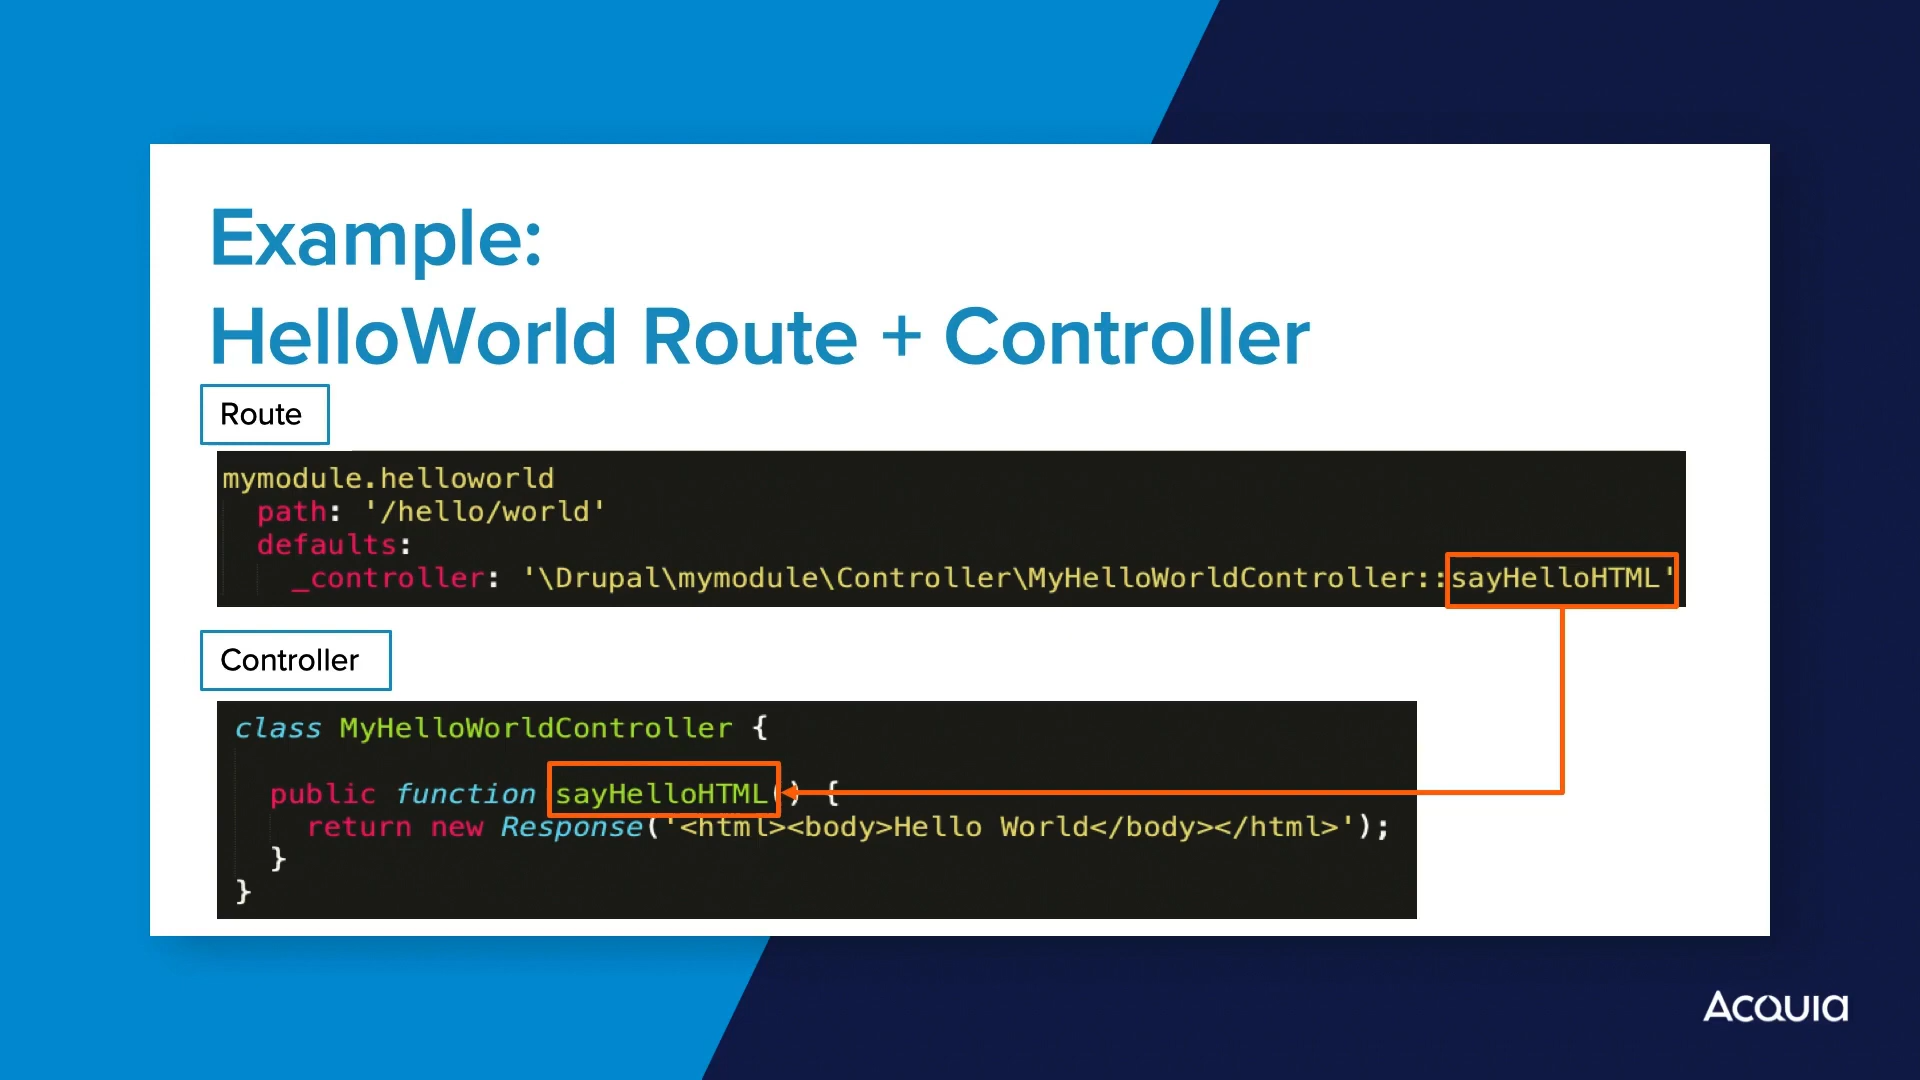 Example:
HelloWorld Route + Controller
Route
mymodule.helloworld
  path: '/hello/world'
  defaults:
    _controller: '\Drupal\mymodule\Controller\MyHelloWorldController::sayHelloHTML'
Controller
class MyHelloWorldController {
  public function sayHelloHTML() {
    return new Response('<html><body>Hello World</body></html>');
  }
}
Acquia